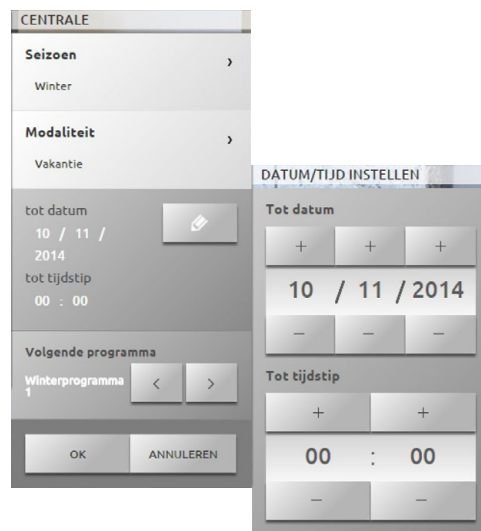 CENTRALE
Seizoen
Winter
Modaliteit
Vakantie
tot datum
10 / 11 /
2014
tot tijdstip
00 : 00
Volgende programma
Winterprogramma
1
< >
OK ANNULEREN
DATUM/TIJD INSTELLEN
Tot datum
+ + +
10 / 11 / 2014
− − −
Tot tijdstip
+ +
00 : 00
− −